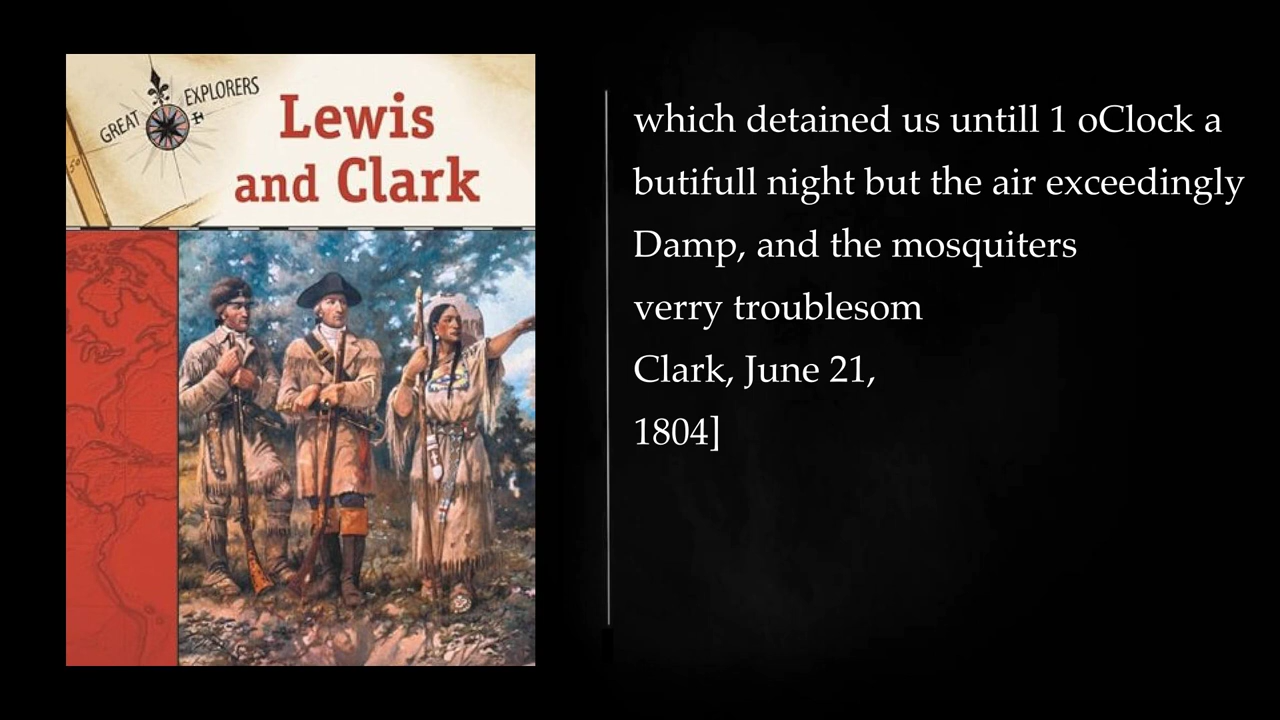 GREAT EXPLORERS
Lewis
and Clark
50
which detained us untill 1 oClock a
butifull night but the air exceedingly
Damp, and the mosquiters
verry troublesom
Clark, June 21,
1804]